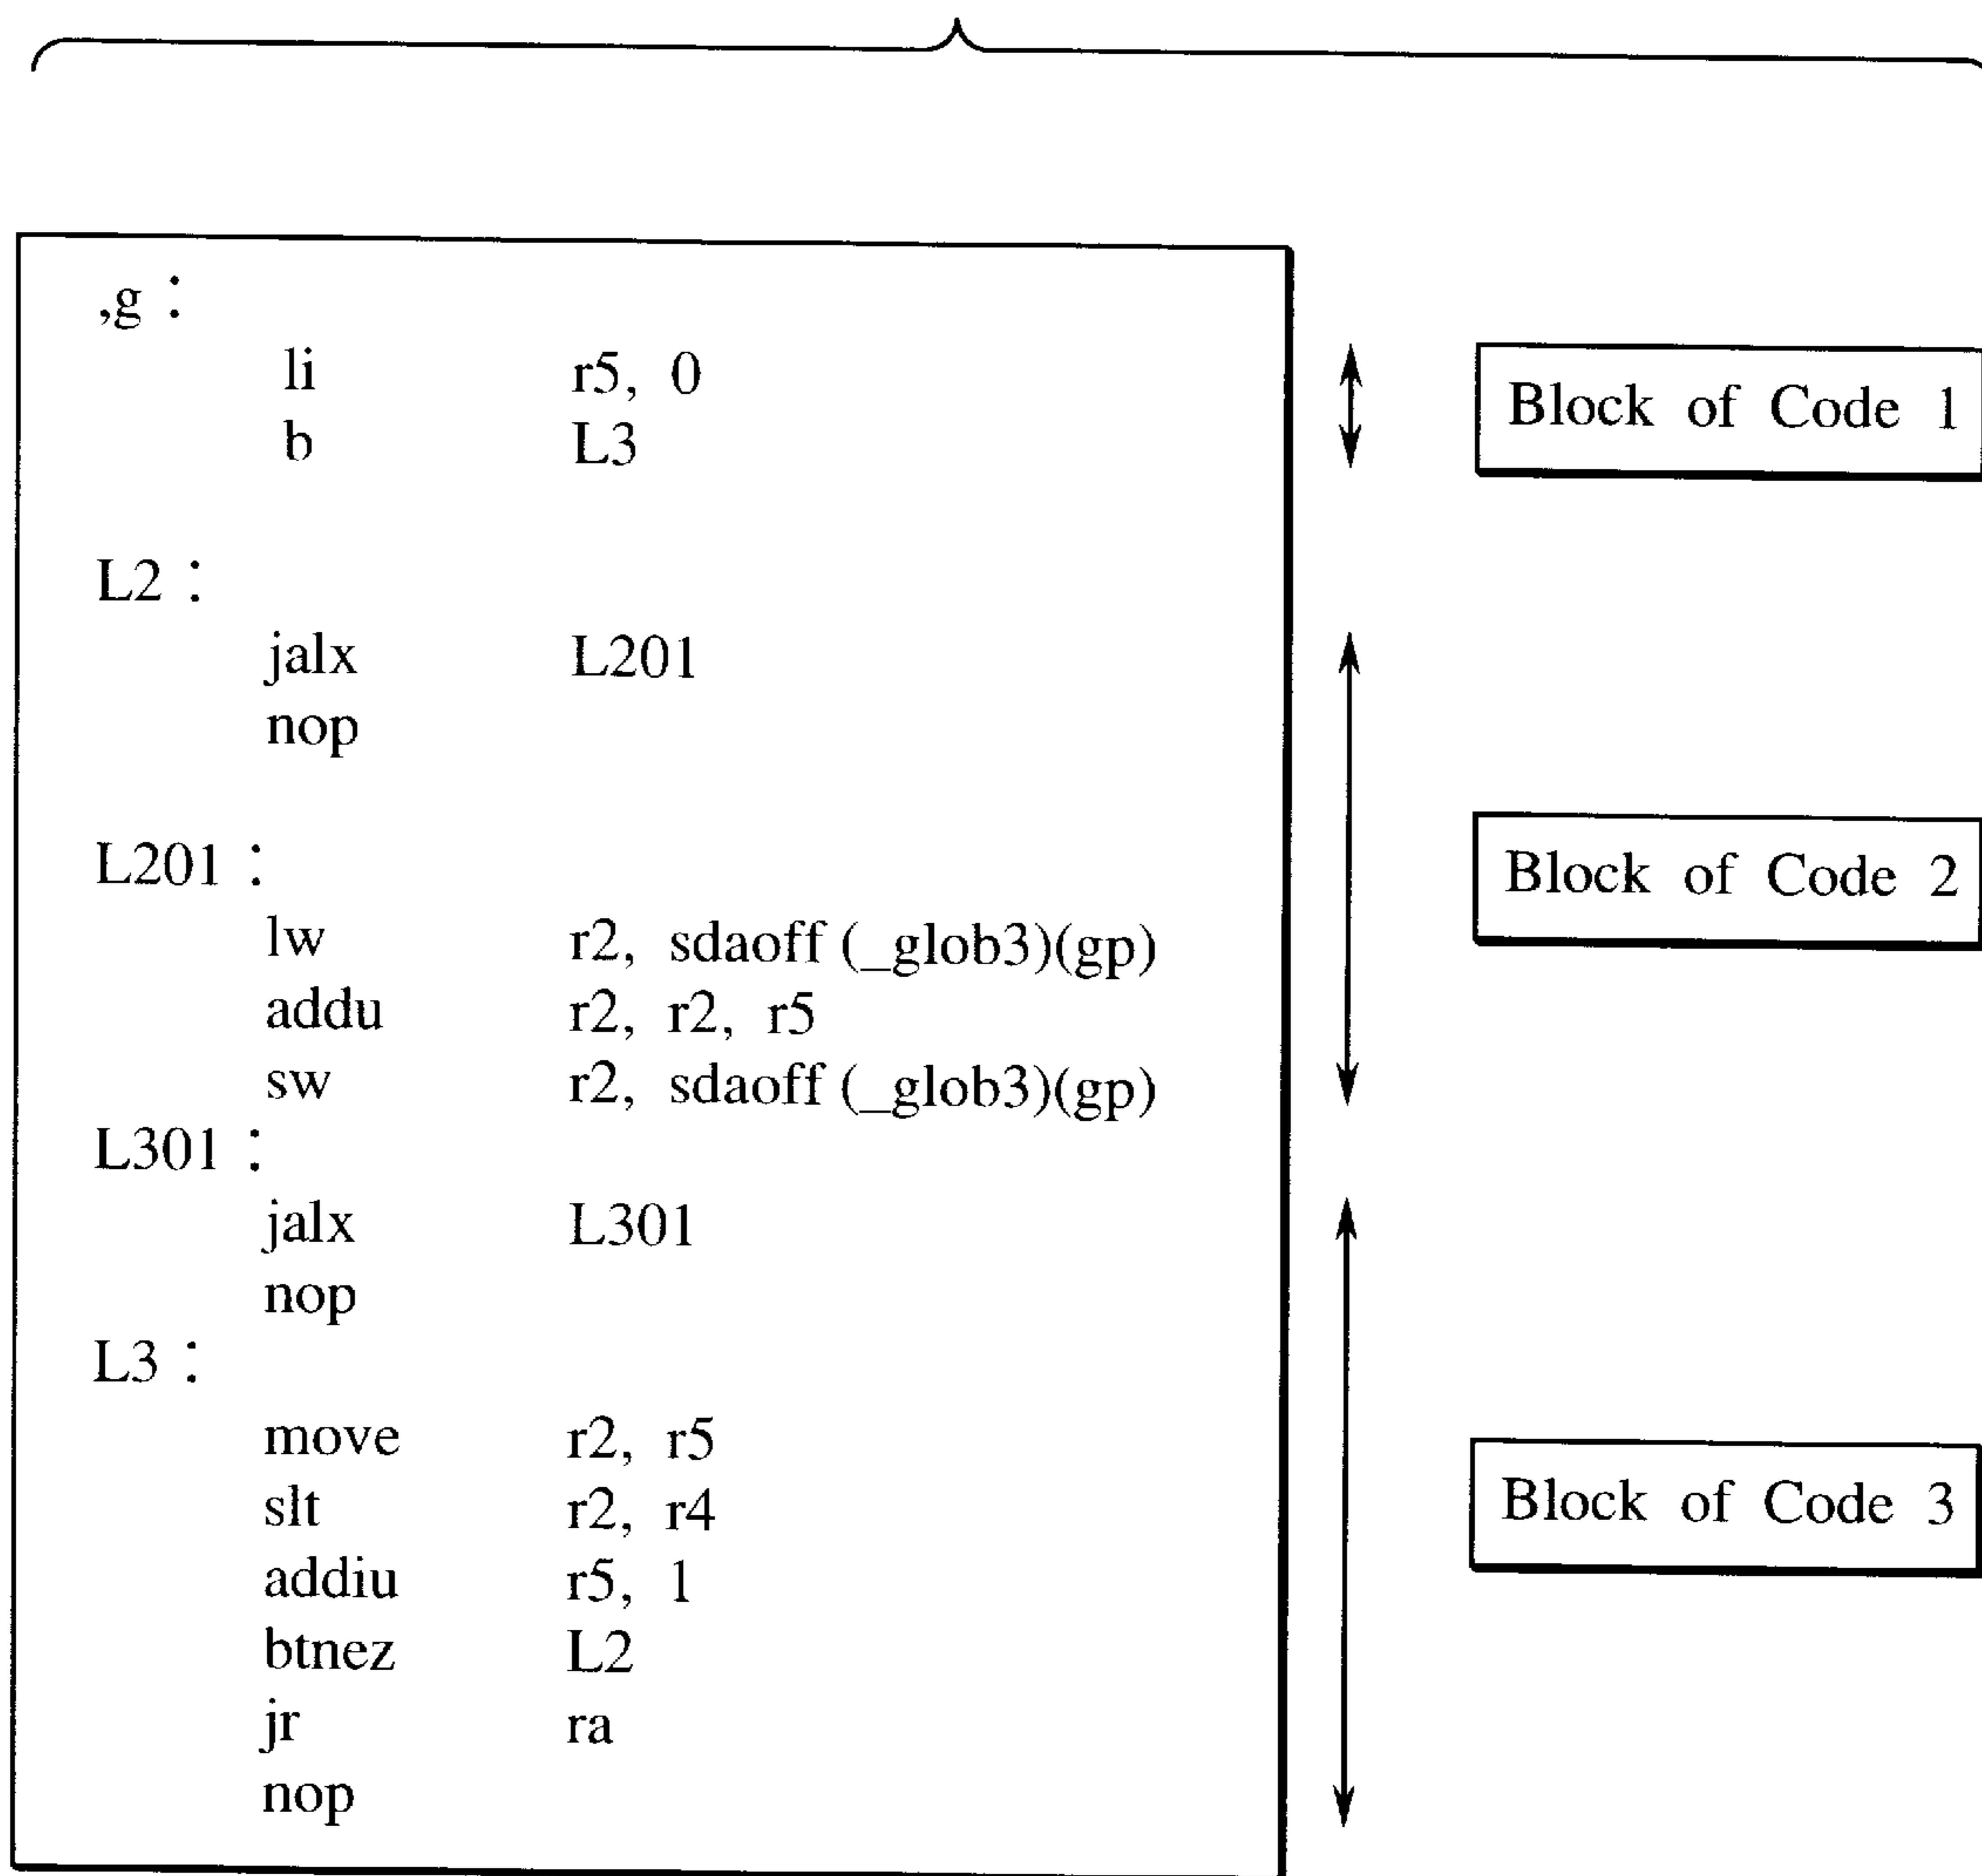 ,g :
li r5, 0
b L3
Block of Code 1
L2 :
jalx L201
nop
L201 :
lw r2, sdaoff (_glob3)(gp)
addu r2, r2, r5
sw r2, sdaoff (_glob3)(gp)
Block of Code 2
L301 :
jalx L301
nop
L3 :
move r2, r5
slt r2, r4
addiu r5, 1
btnez L2
jr ra
nop
Block of Code 3